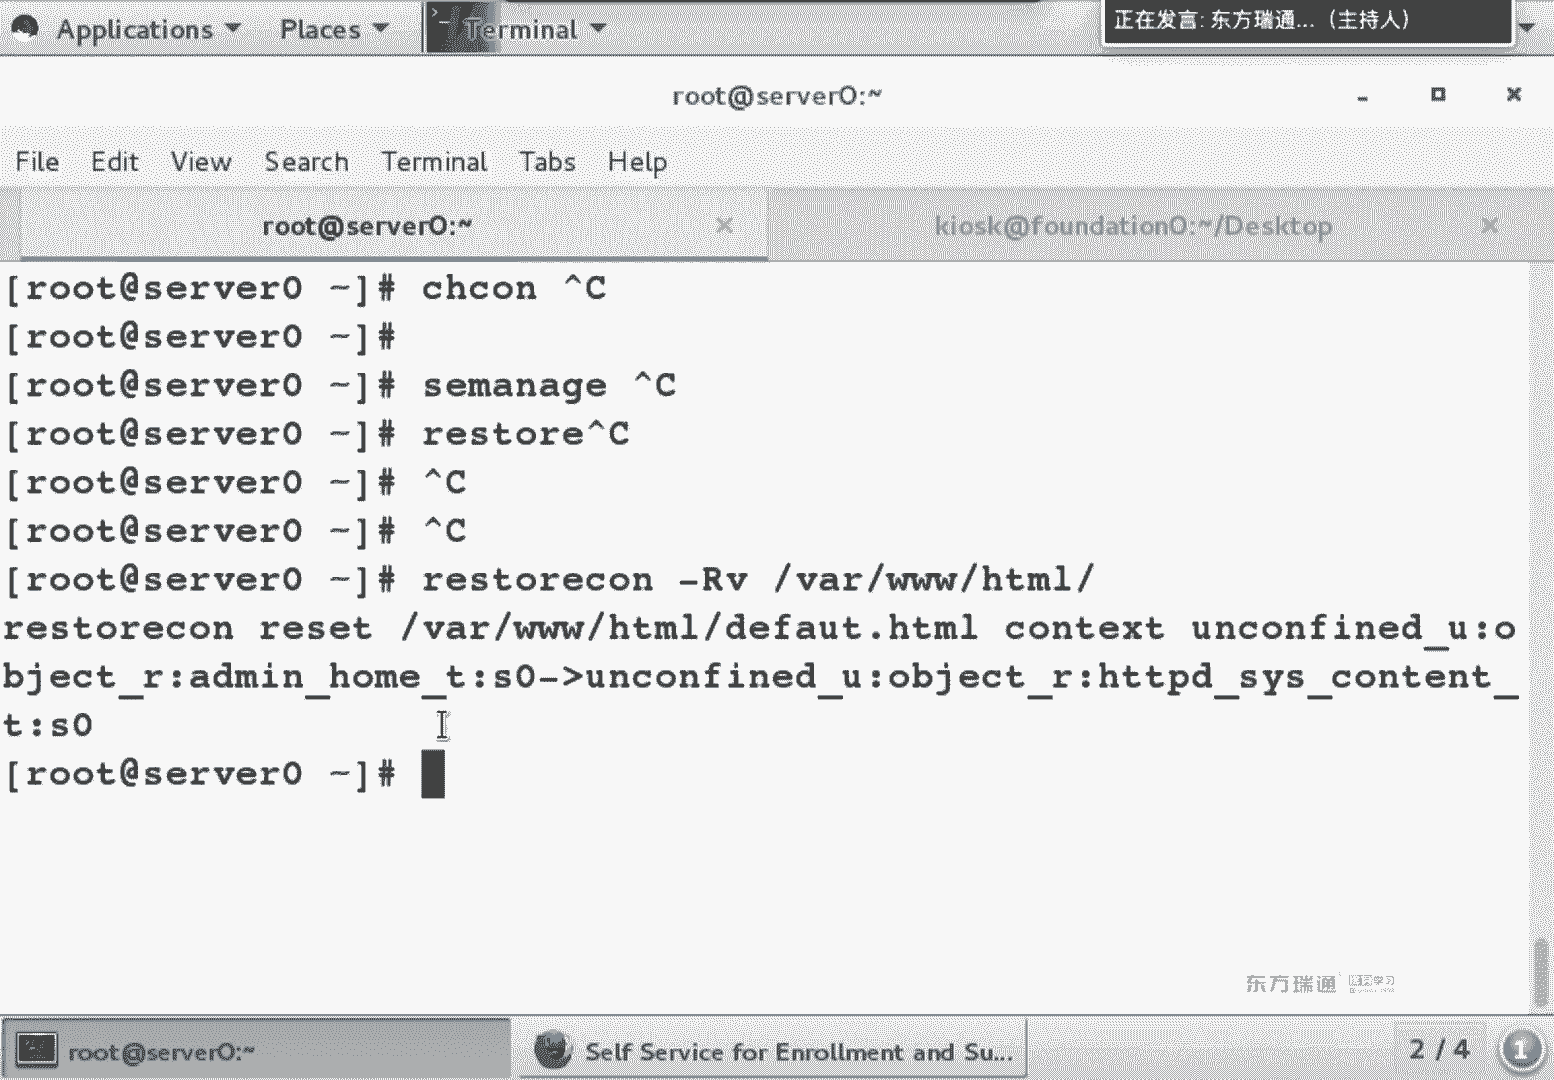 Applications Places Terminal
正在发言: 东方瑞通...（主持人）
root@server0:~
File Edit View Search Terminal Tabs Help
root@server0:~
kiosk@foundation0:~/Desktop
[root@server0 ~]# chcon ^C
[root@server0 ~]#
[root@server0 ~]# semanage ^C
[root@server0 ~]# restore^C
[root@server0 ~]# ^C
[root@server0 ~]# ^C
[root@server0 ~]# restorecon -Rv /var/www/html/
restorecon reset /var/www/html/defaut.html context unconfined_u:o
bject_r:admin_home_t:s0->unconfined_u:object_r:httpd_sys_content_
t:s0
[root@server0 ~]#
东方瑞通
root@server0:~
Self Service for Enrollment and Su...
2 / 4
1